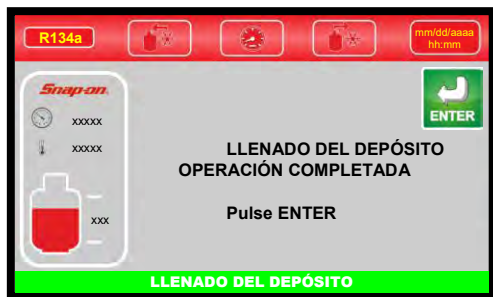 R134a
mm/dd/aaaa
hh:mm
Snap-on
xxxxx
xxxxx
xxx
ENTER
LLENADO DEL DEPÓSITO
OPERACIÓN COMPLETADA
Pulse ENTER
LLENADO DEL DEPÓSITO